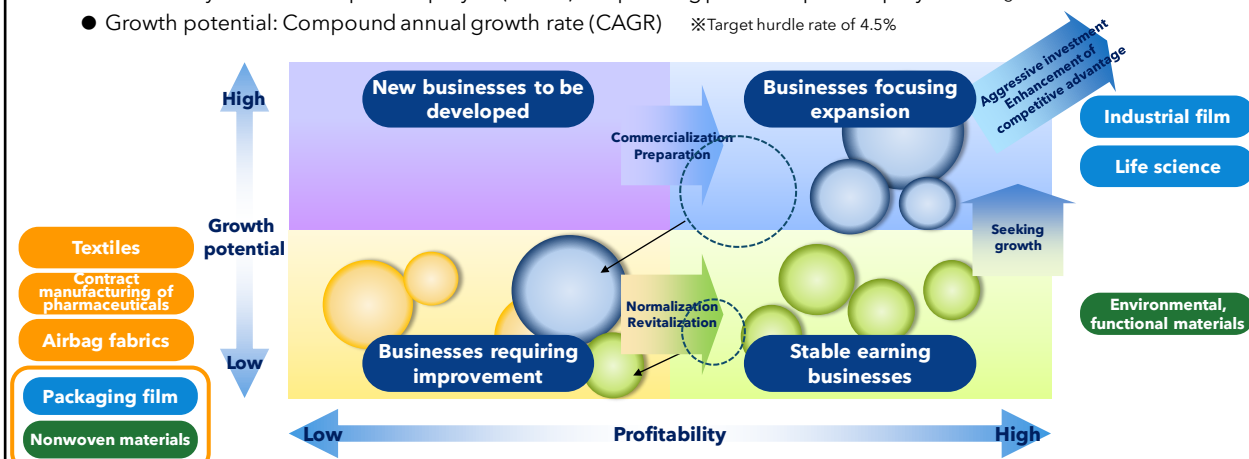 ● Growth potential: Compound annual growth rate (CAGR) ※Target hurdle rate of 4.5%
High
Growth
potential
Low
New businesses to be
developed
Commercialization
Preparation
Businesses focusing
expansion
Aggressive investment
Enhancement of
competitive advantage
Industrial film
Life science
Seeking
growth
Textiles
Contract
manufacturing of
pharmaceuticals
Airbag fabrics
Packaging film
Nonwoven materials
Businesses requiring
improvement
Normalization
Revitalization
Stable earning
businesses
Environmental,
functional materials
Low
Profitability
High